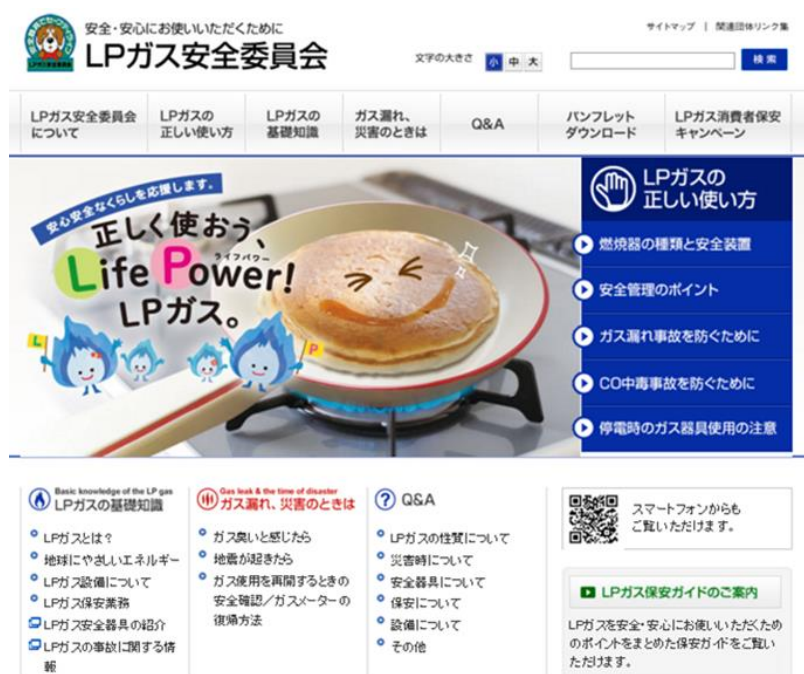 安全・安心にお使いいただくために
LPガス安全委員会
サイトマップ | 関連団体リンク集
文字の大きさ 小 中 大
検索
LPガス安全委員会
について
LPガスの
正しい使い方
LPガスの
基礎知識
ガス漏れ、
災害のときは
Q&A
パンフレット
ダウンロード
LPガス消費者保安
キャンペーン
安心安全なくらしを応援します。
正しく使おう、
ライフパワー
Life Power!
LPガス。
L
P
LPガスの
正しい使い方
燃焼器の種類と安全装置
安全管理のポイント
ガス漏れ事故を防ぐために
CO中毒事故を防ぐために
停電時のガス器具使用の注意
Basic knowledge of the LP gas
LPガスの基礎知識
LPガスとは?
地球にやさしいエネルギー
LPガス設備について
LPガス保安業務
LPガス安全器具の紹介
LPガスの事故に関する情
報
Gas leak & the time of disaster
ガス漏れ、災害のときは
ガス臭いと感じたら
地震が起きたら
ガス使用を再開するときの
安全確認/ガスメーターの
復帰方法
? Q&A
LPガスの性質について
災害時について
安全器具について
保安について
設備について
その他
スマートフォンからも
ご覧いただけます。
LPガス保安ガイドのご案内
LPガスを安全・安心にお使いいただくため
のポイントをまとめた保安ガイドをご覧い
ただけます。